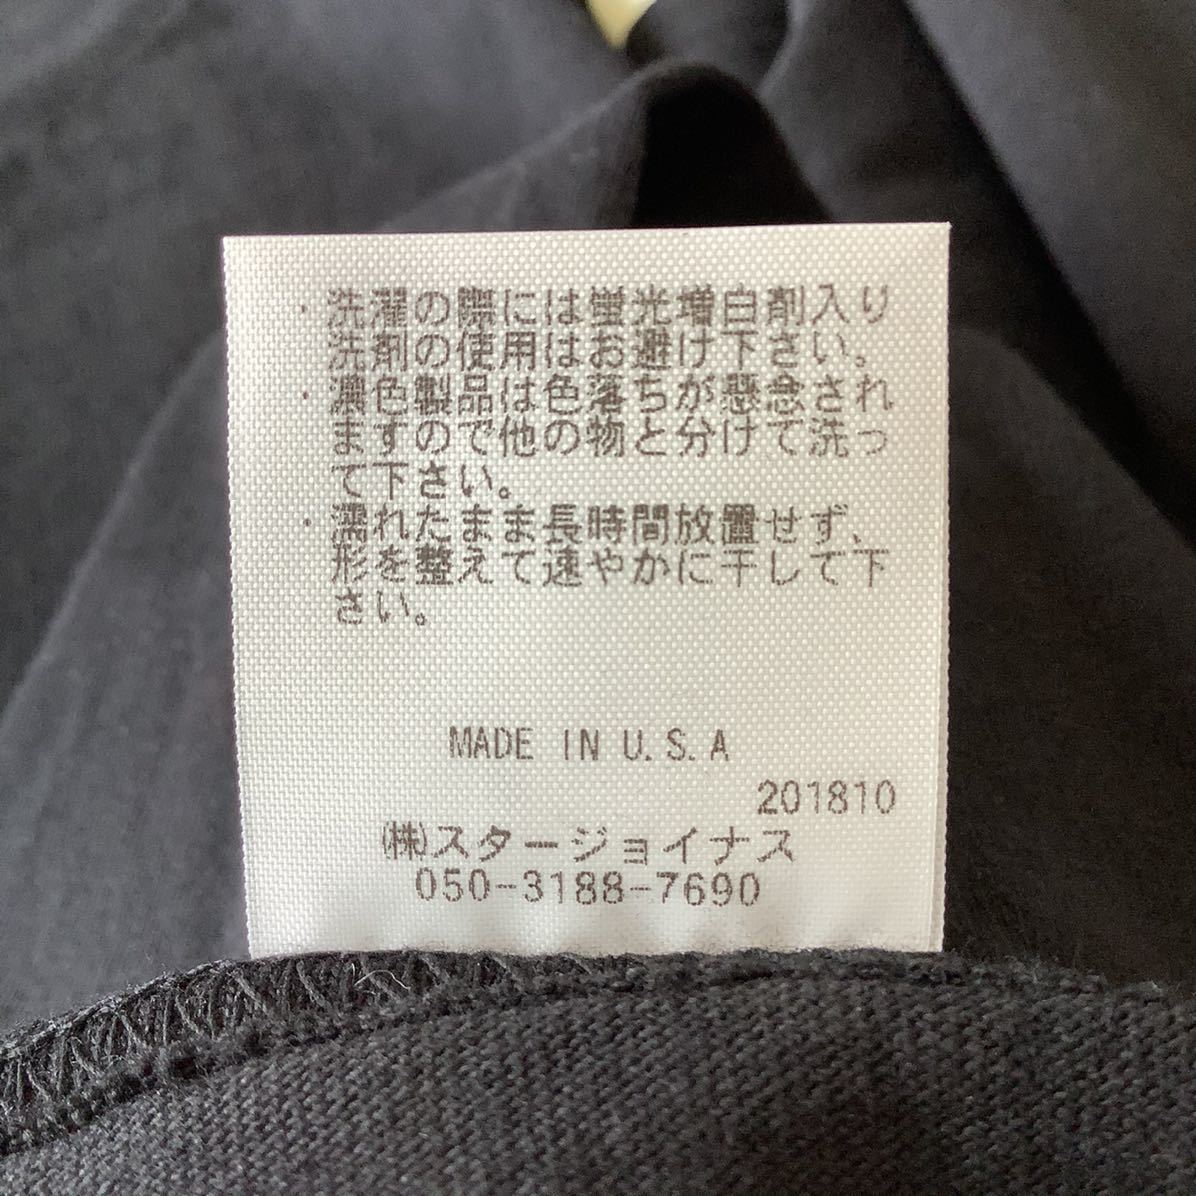 ・洗濯の際には蛍光増白剤入り
洗剤の使用はお避け下さい。
・濃色製品は色落ちが懸念され
ますので他の物と分けて洗っ
て下さい。
・濡れたまま長時間放置せず、
形を整えて速やかに干して下
さい。
MADE IN U.S.A
201810
(株)スタージョイナス
050-3188-7690